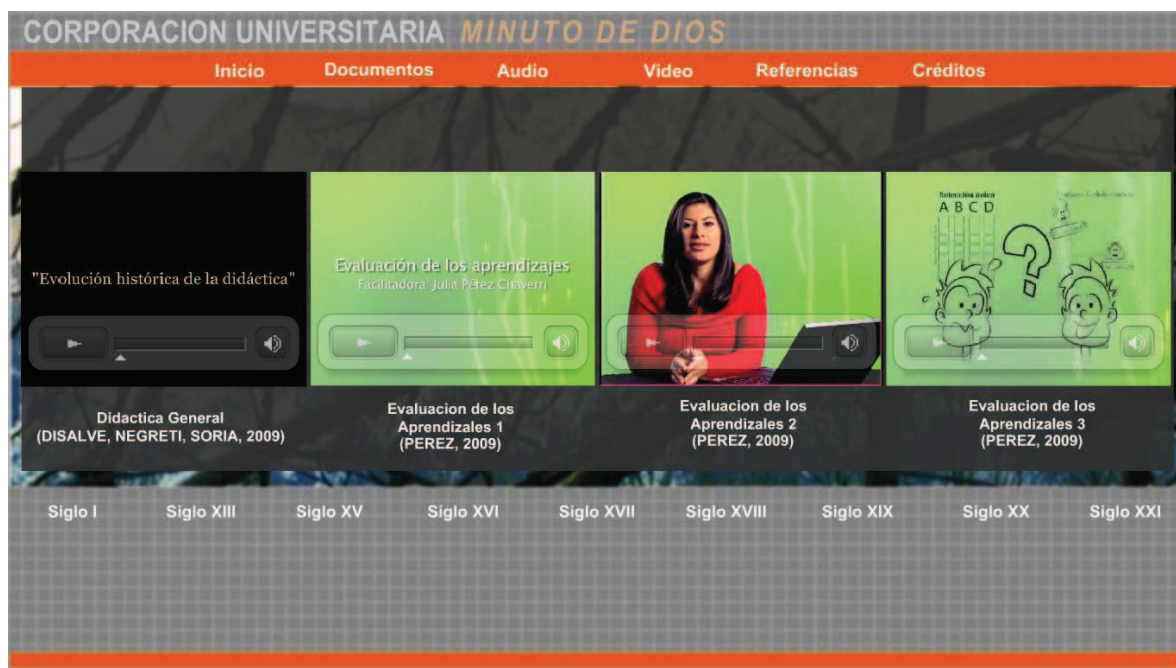 CORPORACION UNIVERSITARIA MINUTO DE DIOS
Inicio Documentos Audio Video Referencias Créditos
"Evolución histórica de la didáctica"
Evaluación de los aprendizajes
Facilitadora: Julia Pérez Chaverri
Selección única
A B C D
Didactica General
(DISALVE, NEGRETI, SORIA, 2009)
Evaluacion de los
Aprendizales 1
(PEREZ, 2009)
Evaluacion de los
Aprendizales 2
(PEREZ, 2009)
Evaluacion de los
Aprendizales 3
(PEREZ, 2009)
Siglo I Siglo XIII Siglo XV Siglo XVI Siglo XVII Siglo XVIII Siglo XIX Siglo XX Siglo XXI